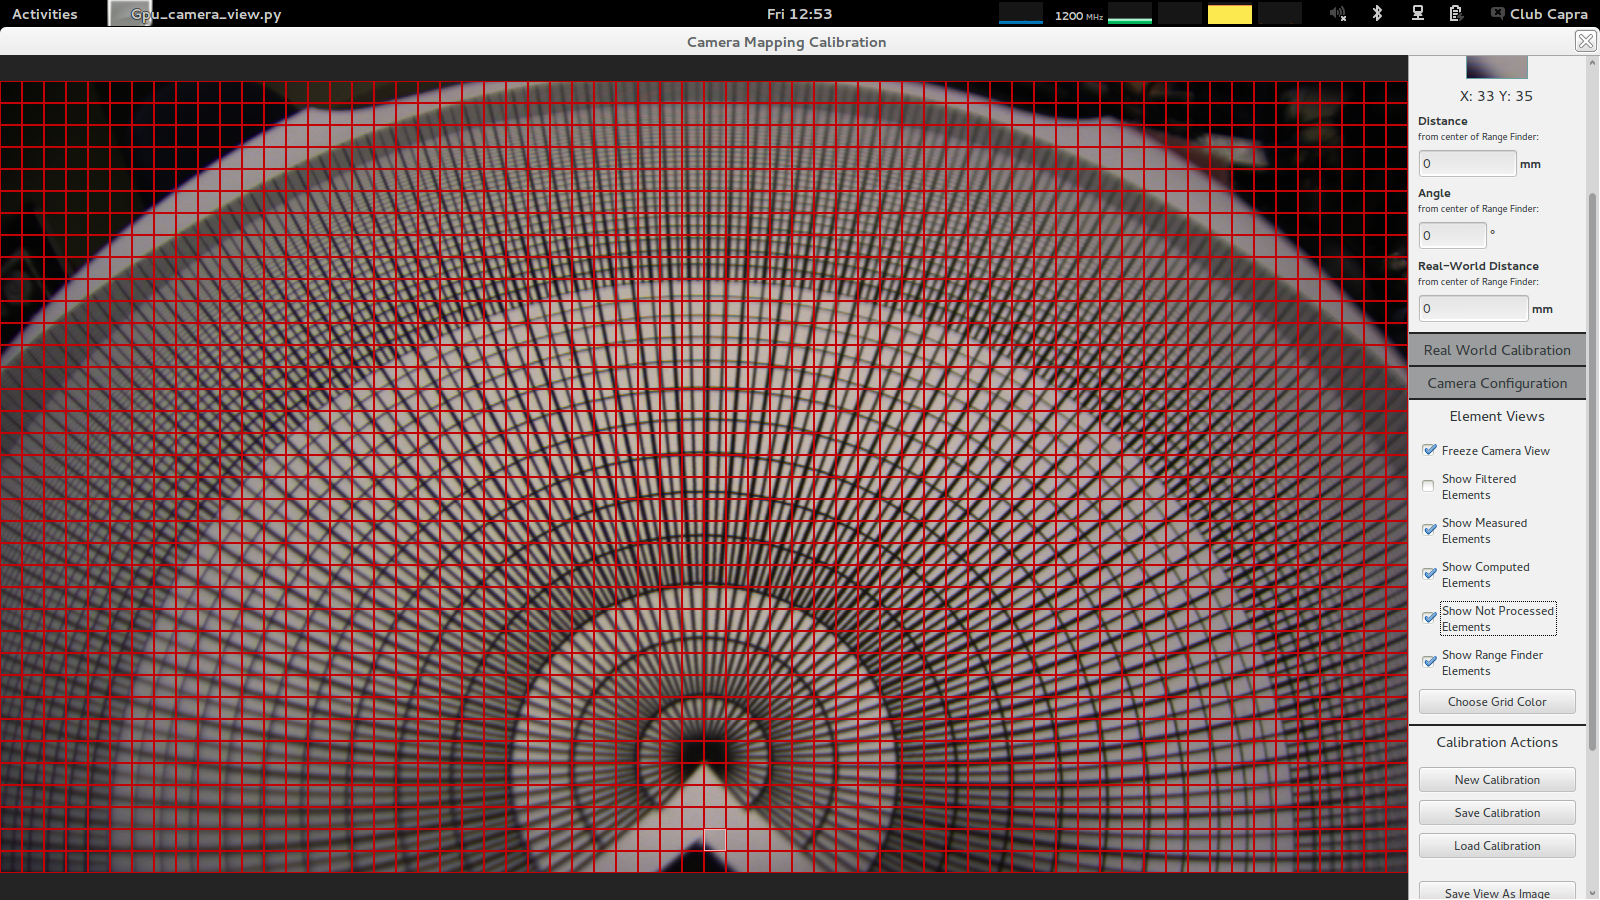 Activities
Gpu_camera_view.py
Fri 12:53
1200 MHz
Club Capra
Camera Mapping Calibration
X: 33 Y: 35
Distance
from center of Range Finder:
0 mm
Angle
from center of Range Finder:
0 °
Real-World Distance
from center of Range Finder:
0 mm
Real World Calibration
Camera Configuration
Element Views
Freeze Camera View
Show Filtered
Elements
Show Measured
Elements
Show Computed
Elements
Show Not Processed
Elements
Show Range Finder
Elements
Choose Grid Color
Calibration Actions
New Calibration
Save Calibration
Load Calibration
Save View As Image